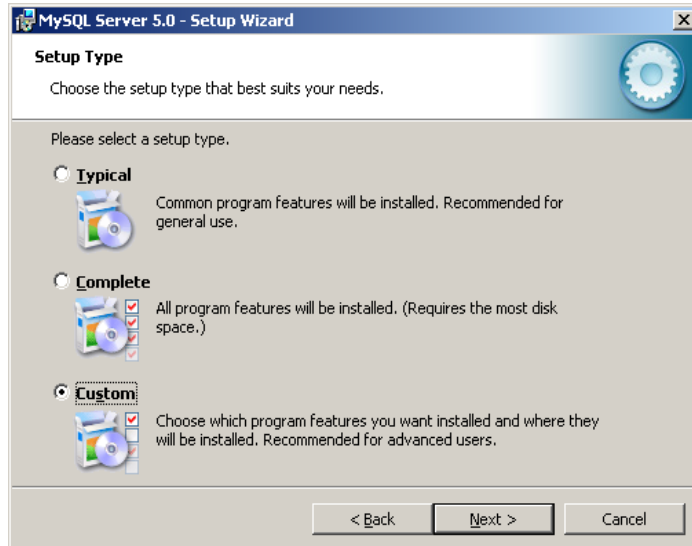 MySQL Server 5.0 - Setup Wizard
Setup Type
Choose the setup type that best suits your needs.
Please select a setup type.
Typical
Common program features will be installed. Recommended for
general use.
Complete
All program features will be installed. (Requires the most disk
space.)
Custom
Choose which program features you want installed and where they
will be installed. Recommended for advanced users.
< Back
Next >
Cancel